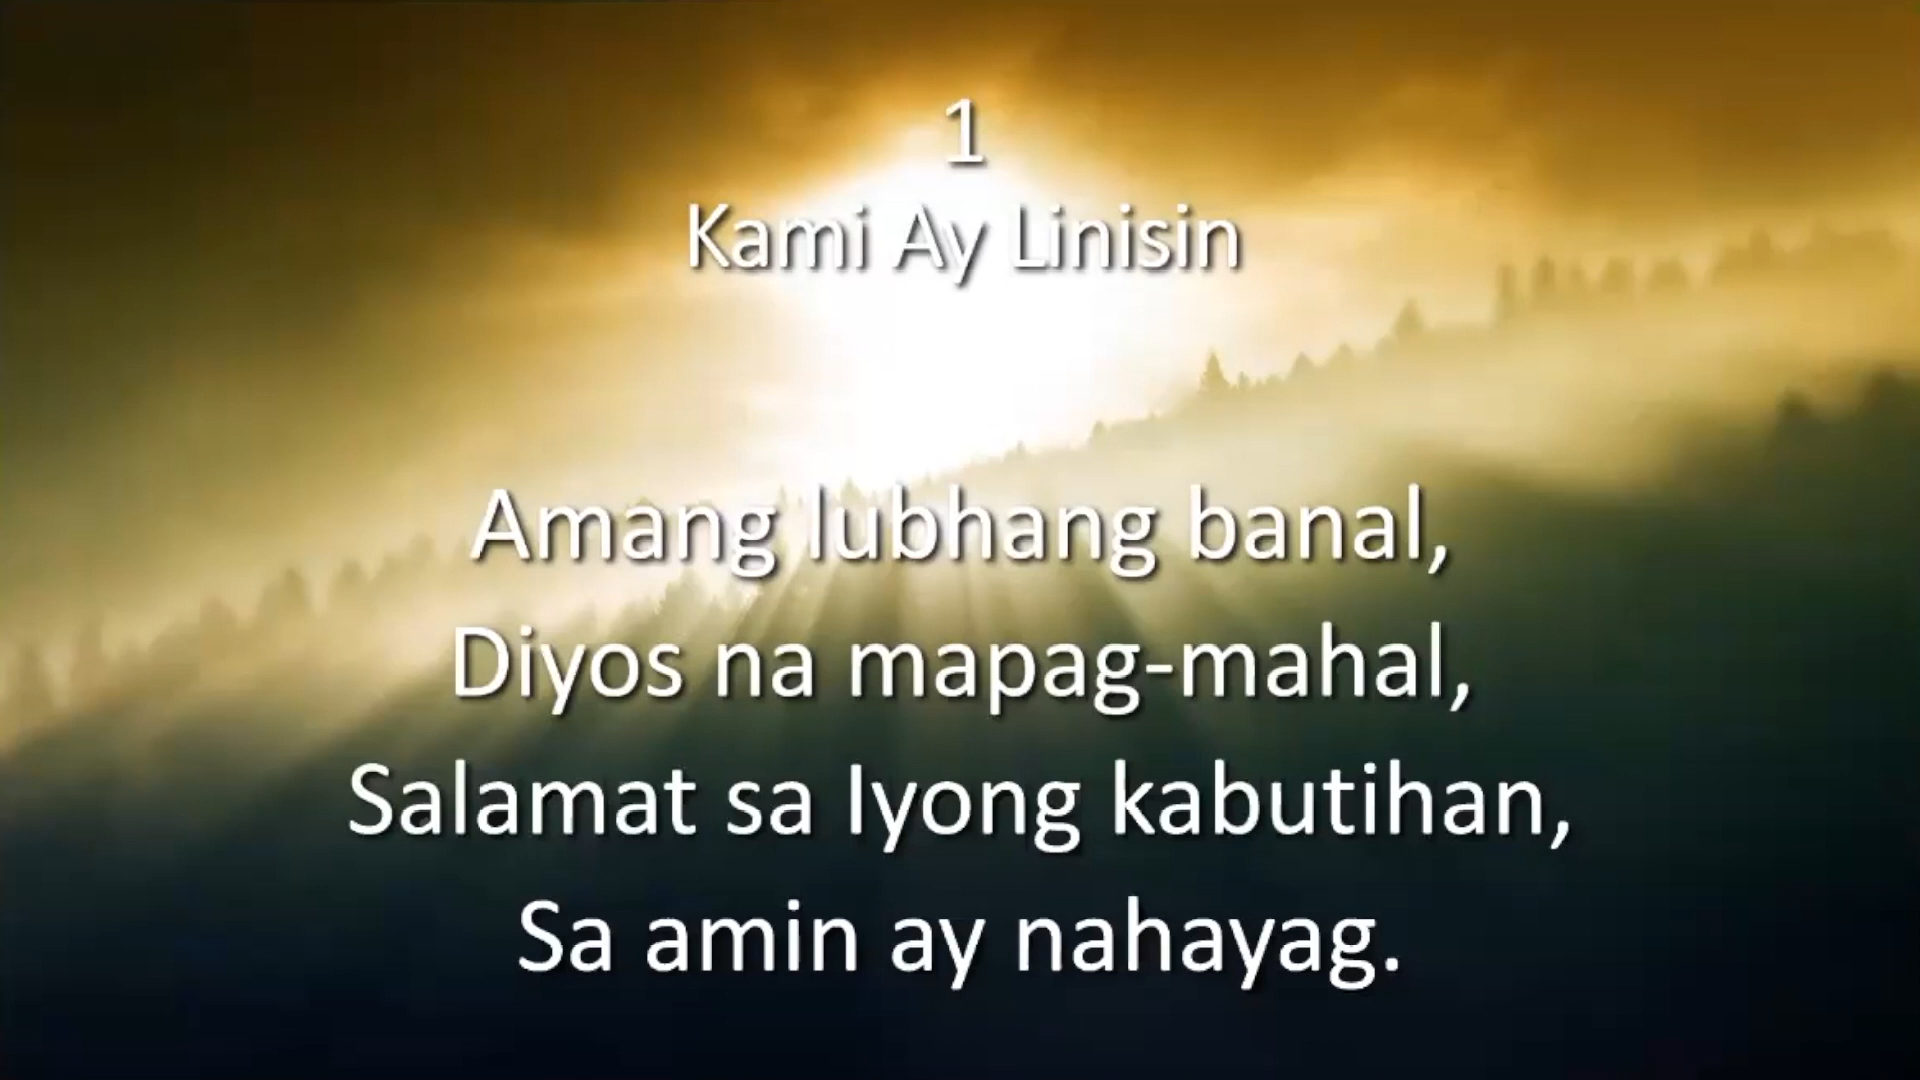 1
Kami Ay Linisin
Amang lubhang banal,
Diyos na mapag-mahal,
Salamat sa Iyong kabutihan,
Sa amin ay nahayag.